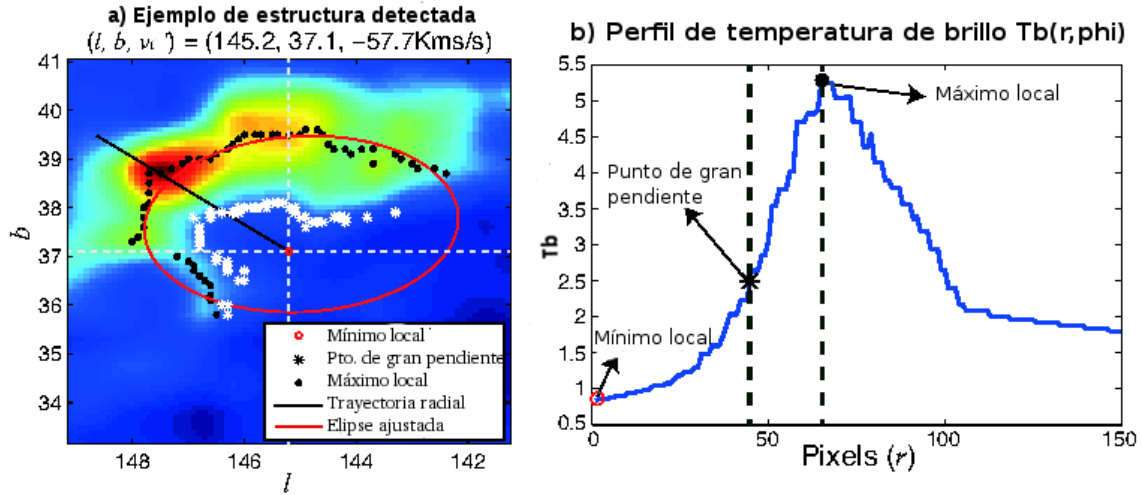 a) Ejemplo de estructura detectada
(l, b, v
) = (145.2, 37.1, −57.7Kms/s)
41
40
39
38
37
36
35
34
b
148
146
144
142
l
Mínimo local
Pto. de gran pendiente
Máximo local
Trayectoria radial
Elipse ajustada
b) Perfil de temperatura de brillo Tb(r,phi)
5.5
5
4.5
4
3.5
3
2.5
2
1.5
1
0.5
Tb
0
50
100
150
Pixels (r)
Máximo local
Punto de gran
pendiente
Mínimo local